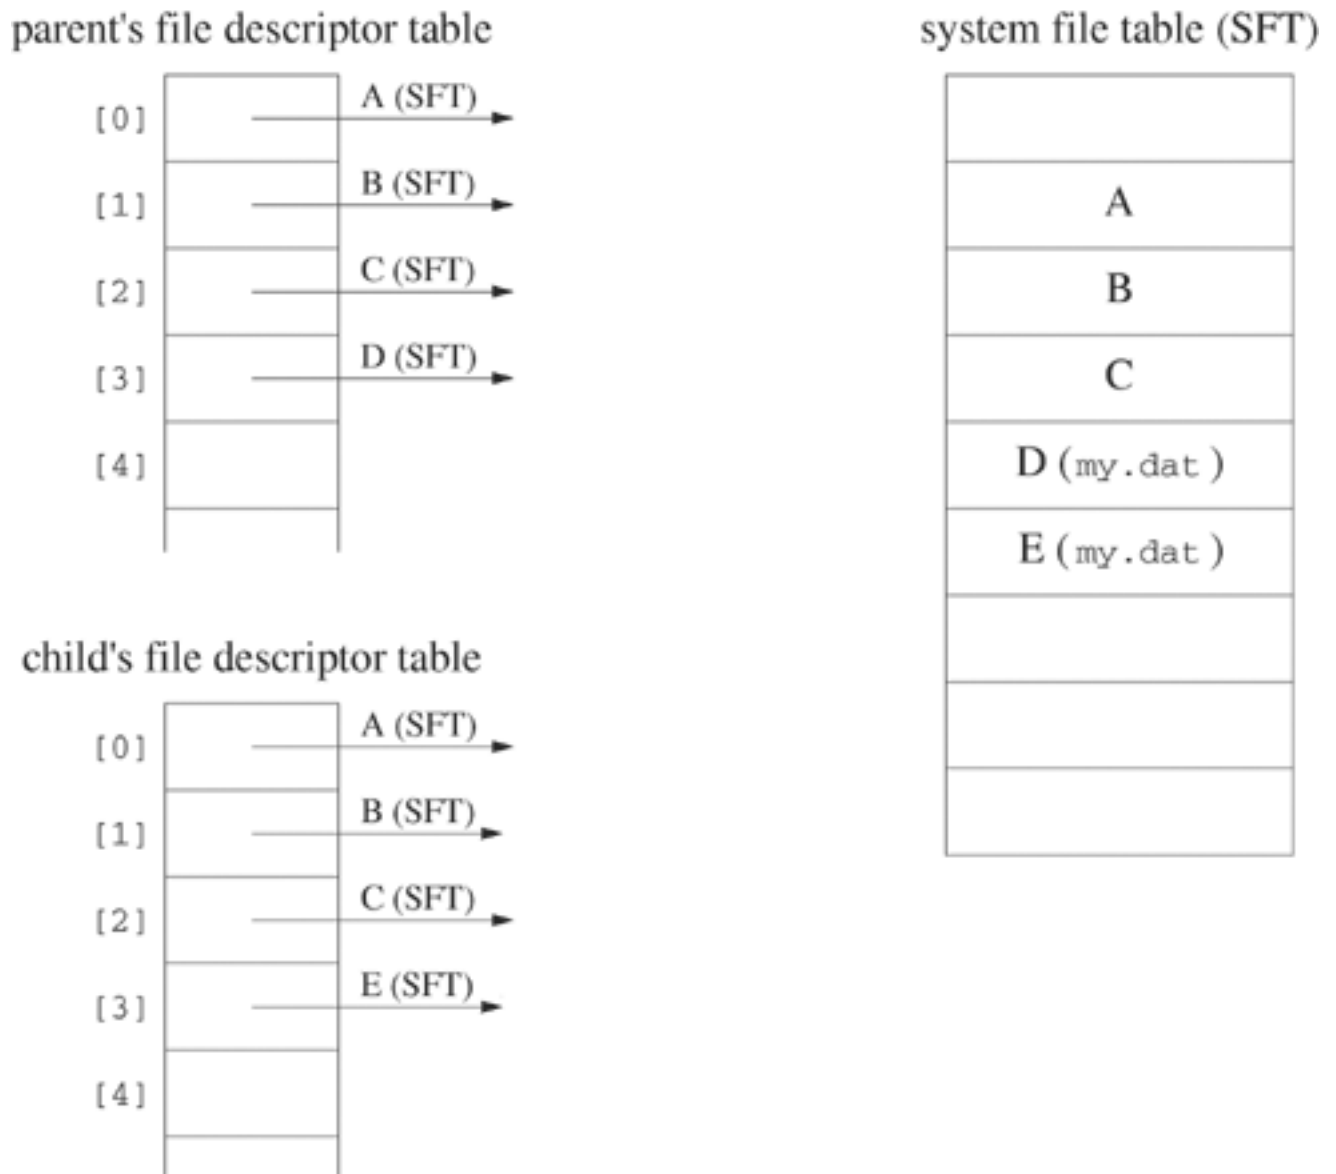 parent's file descriptor table
[0] A (SFT)
[1] B (SFT)
[2] C (SFT)
[3] D (SFT)
[4]
system file table (SFT)
A
B
C
D (my.dat )
E (my.dat )
child's file descriptor table
[0] A (SFT)
[1] B (SFT)
[2] C (SFT)
[3] E (SFT)
[4]